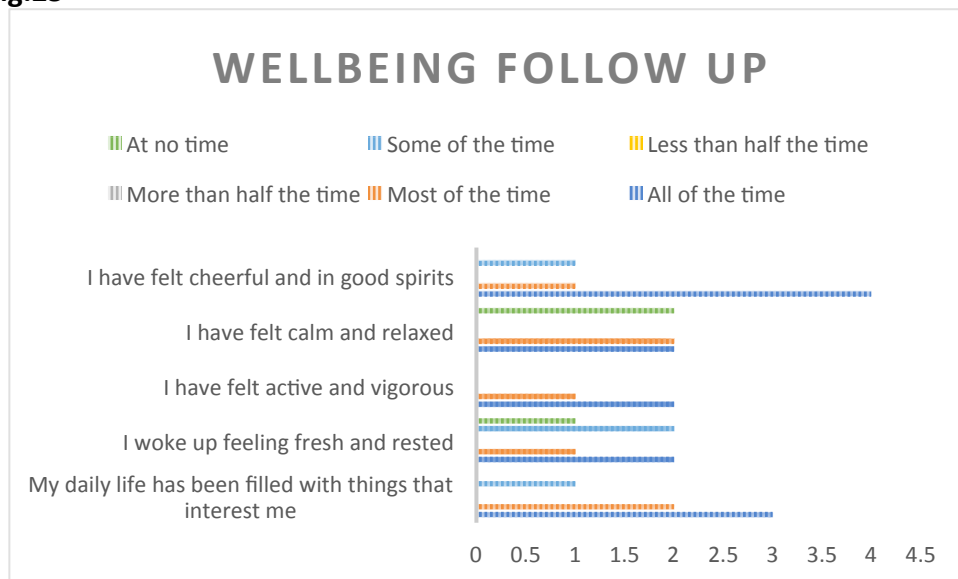 WELLBEING FOLLOW UP
At no time Some of the time Less than half the time
More than half the time Most of the time All of the time
I have felt cheerful and in good spirits
I have felt calm and relaxed
I have felt active and vigorous
I woke up feeling fresh and rested
My daily life has been filled with things that
interest me
0 0.5 1 1.5 2 2.5 3 3.5 4 4.5